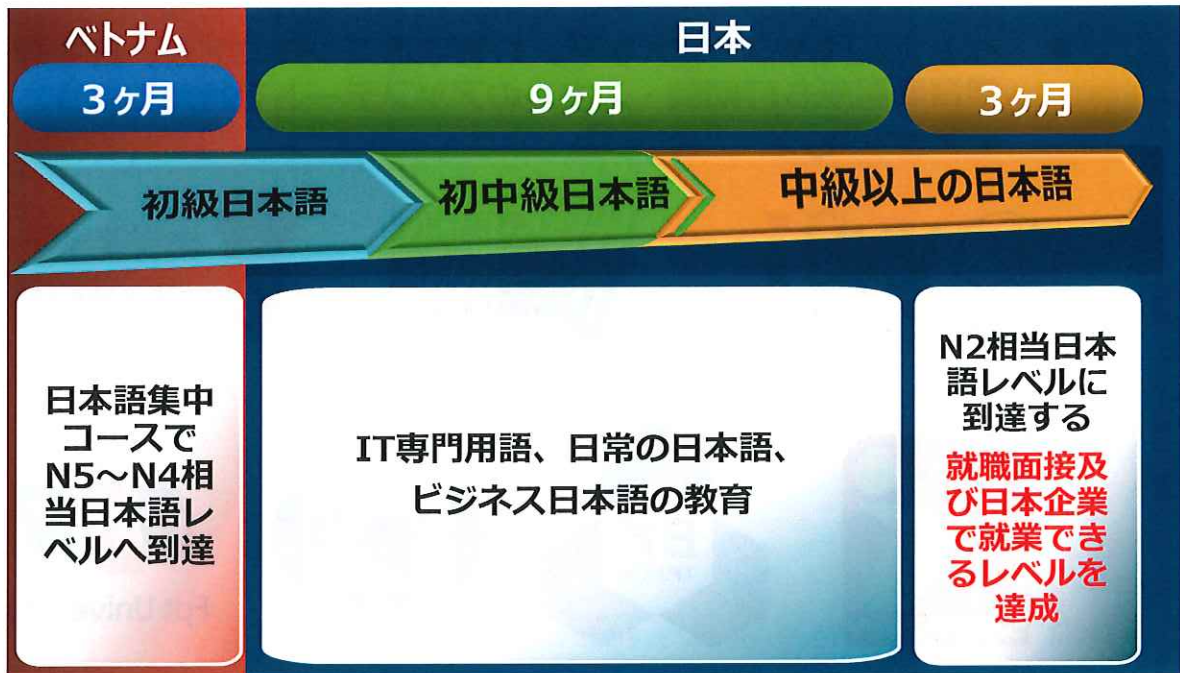 ベトナム
日本
3ヶ月
9ヶ月
3ヶ月
初級日本語
初中級日本語
中級以上の日本語
日本語集中
コースで
N5～N4相
当日本語レ
ベルへ到達
IT専門用語、日常の日本語、
ビジネス日本語の教育
N2相当日本
語レベルに
到達する
就職面接及
び日本企業
で就業でき
るレベルを
達成